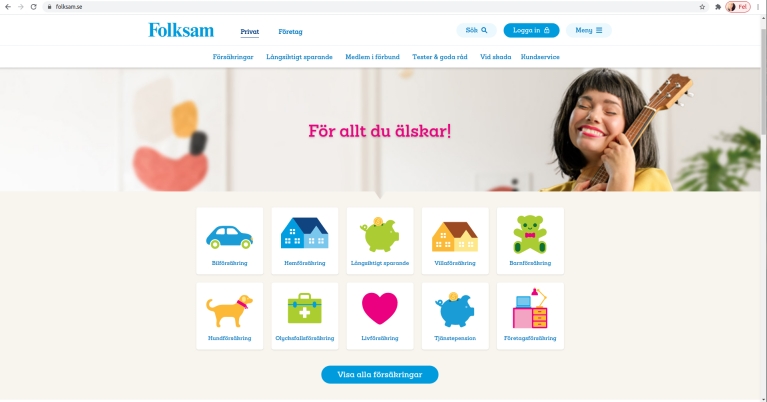 folksam.se
Fel
Folksam
Privat
Företag
Sök
Logga in
Meny
Försäkringar
Långsiktigt sparande
Medlem i förbund
Tester & goda råd
Vid skada
Kundservice
För allt du älskar!
Bilförsäkring
Hemförsäkring
Långsiktigt sparande
Villaförsäkring
Barnförsäkring
Hundförsäkring
Olycksfallsförsäkring
Livförsäkring
Tjänstepension
Företagsförsäkring
Visa alla försäkringar